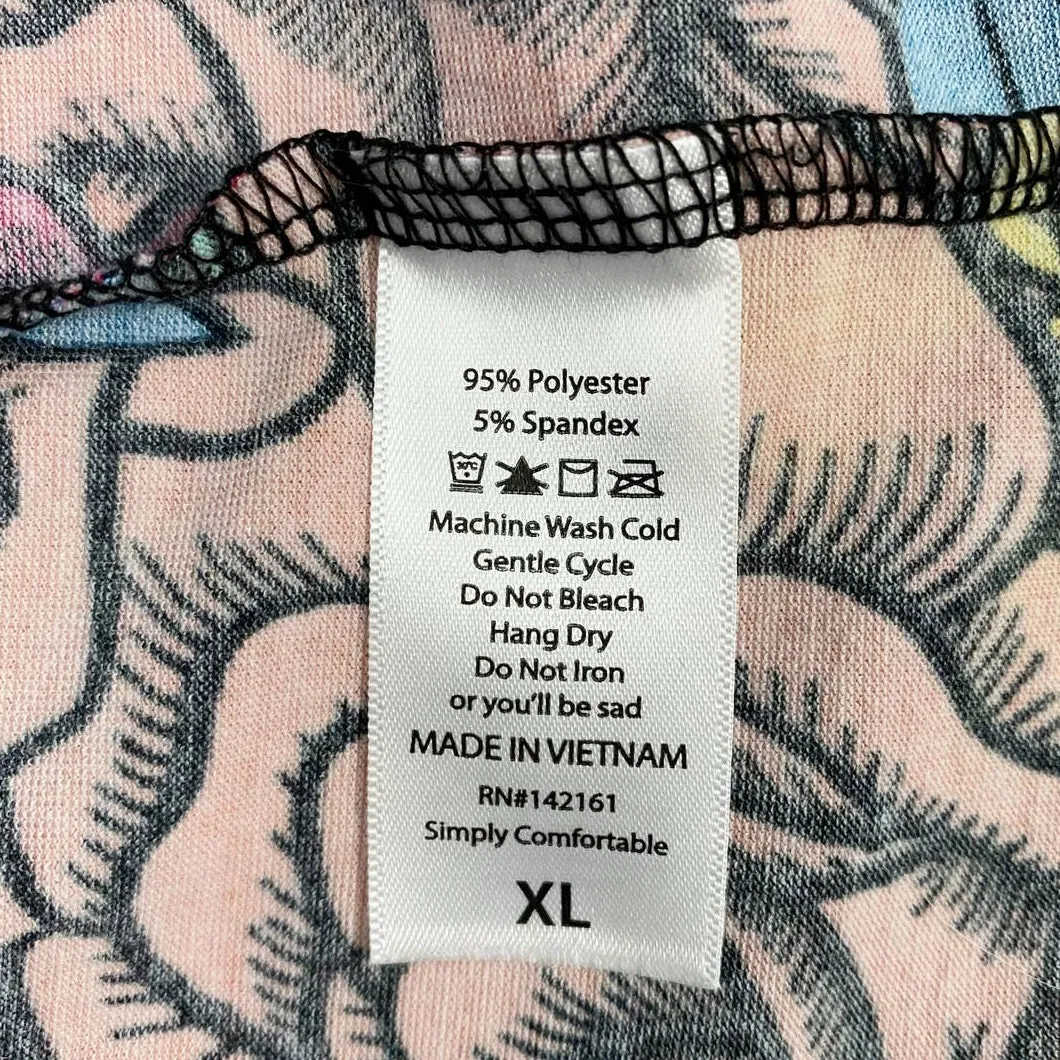 95% Polyester
5% Spandex
30°C
Machine Wash Cold
Gentle Cycle
Do Not Bleach
Hang Dry
Do Not Iron
or you'll be sad
MADE IN VIETNAM
RN#142161
Simply Comfortable
XL